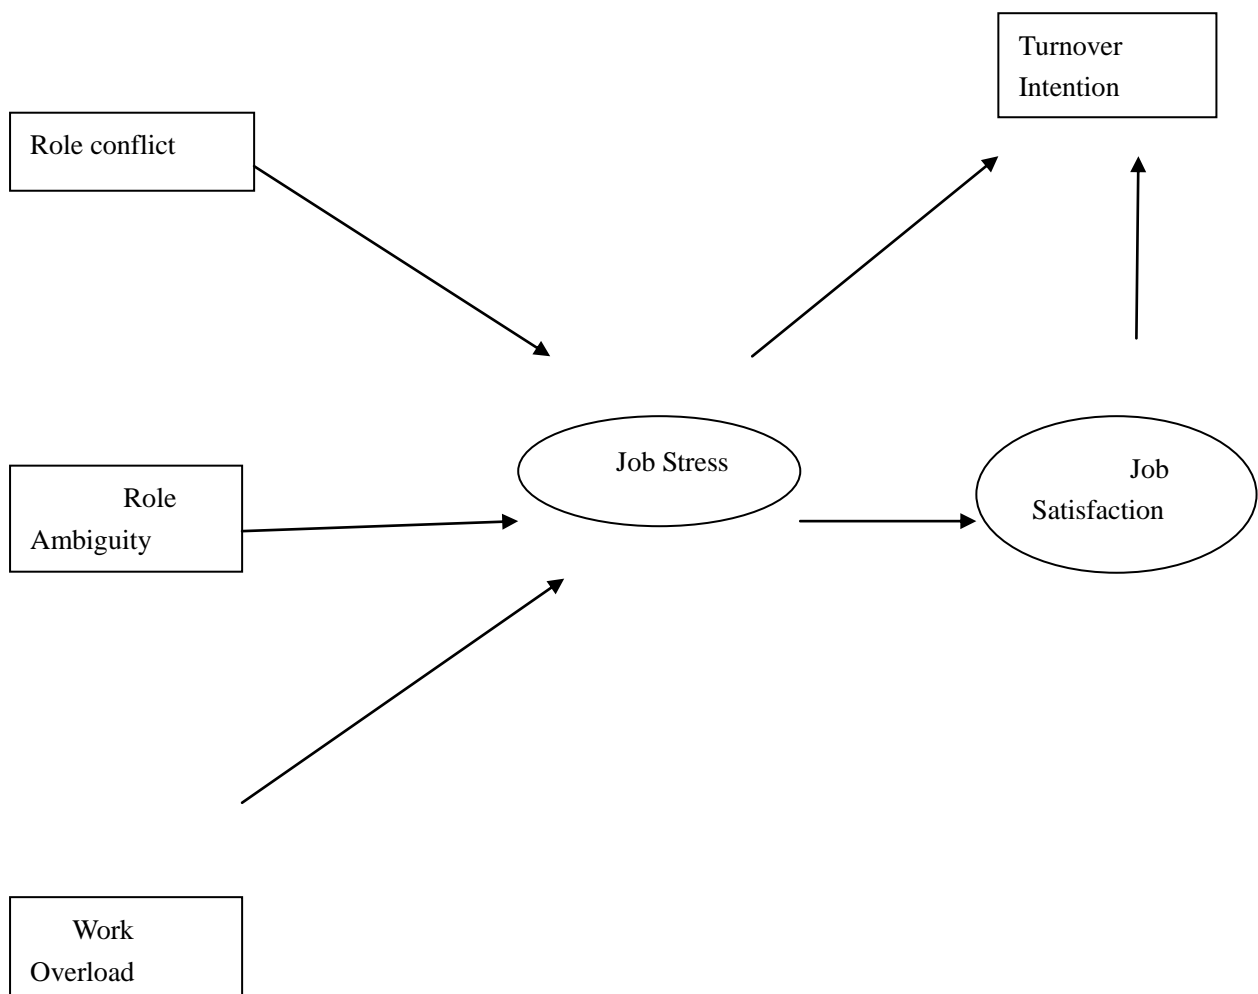 Turnover
Intention
Role conflict
Job Stress
Job
Satisfaction
Role
Ambiguity
Work
Overload